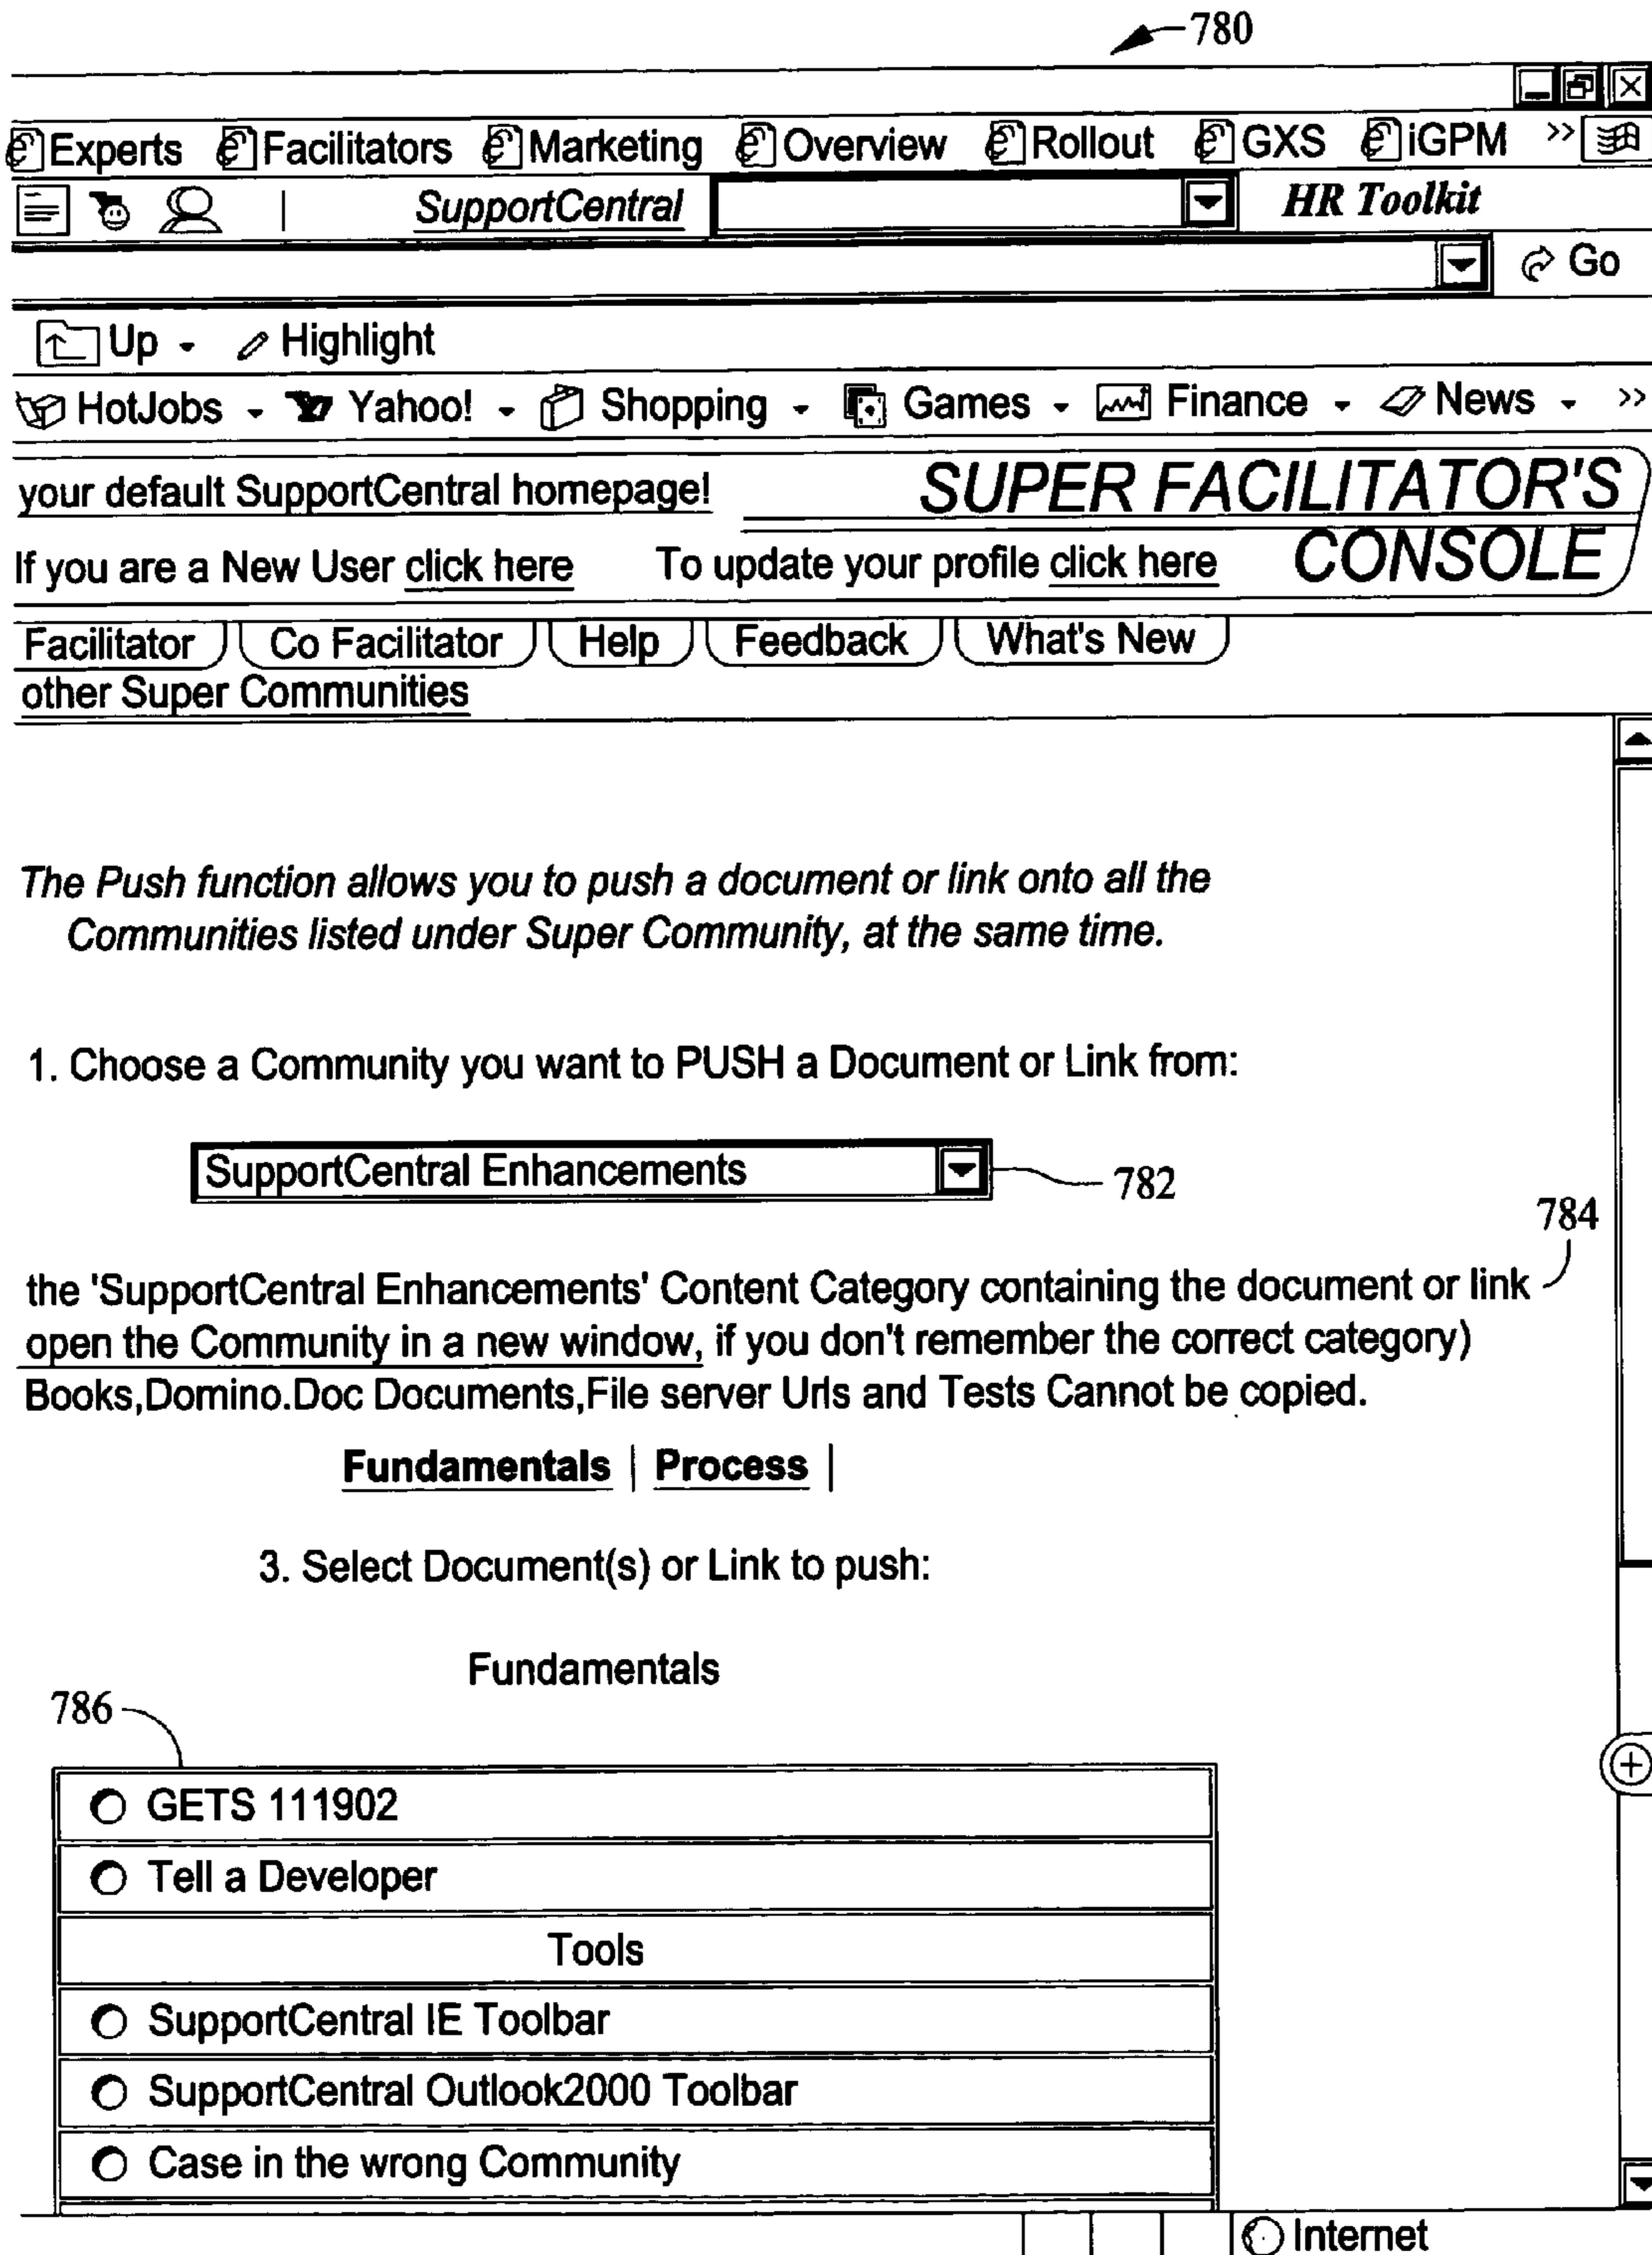 780
Experts Facilitators Marketing Overview Rollout GXS iGPM »
SupportCentral HR Toolkit
Go
Up Highlight
HotJobs - Yahoo! - Shopping - Games - Finance - News - »
your default SupportCentral homepage! SUPER FACILITATOR'S
If you are a New User click here To update your profile click here CONSOLE
Facilitator Co Facilitator Help Feedback What's New
other Super Communities
The Push function allows you to push a document or link onto all the
Communities listed under Super Community, at the same time.
1. Choose a Community you want to PUSH a Document or Link from:
SupportCentral Enhancements 782
784
the 'SupportCentral Enhancements' Content Category containing the document or link
open the Community in a new window, if you don't remember the correct category)
Books,Domino.Doc Documents,File server Urls and Tests Cannot be copied.
Fundamentals | Process |
3. Select Document(s) or Link to push:
Fundamentals
786
GETS 111902
Tell a Developer
Tools
SupportCentral IE Toolbar
SupportCentral Outlook2000 Toolbar
Case in the wrong Community
Internet